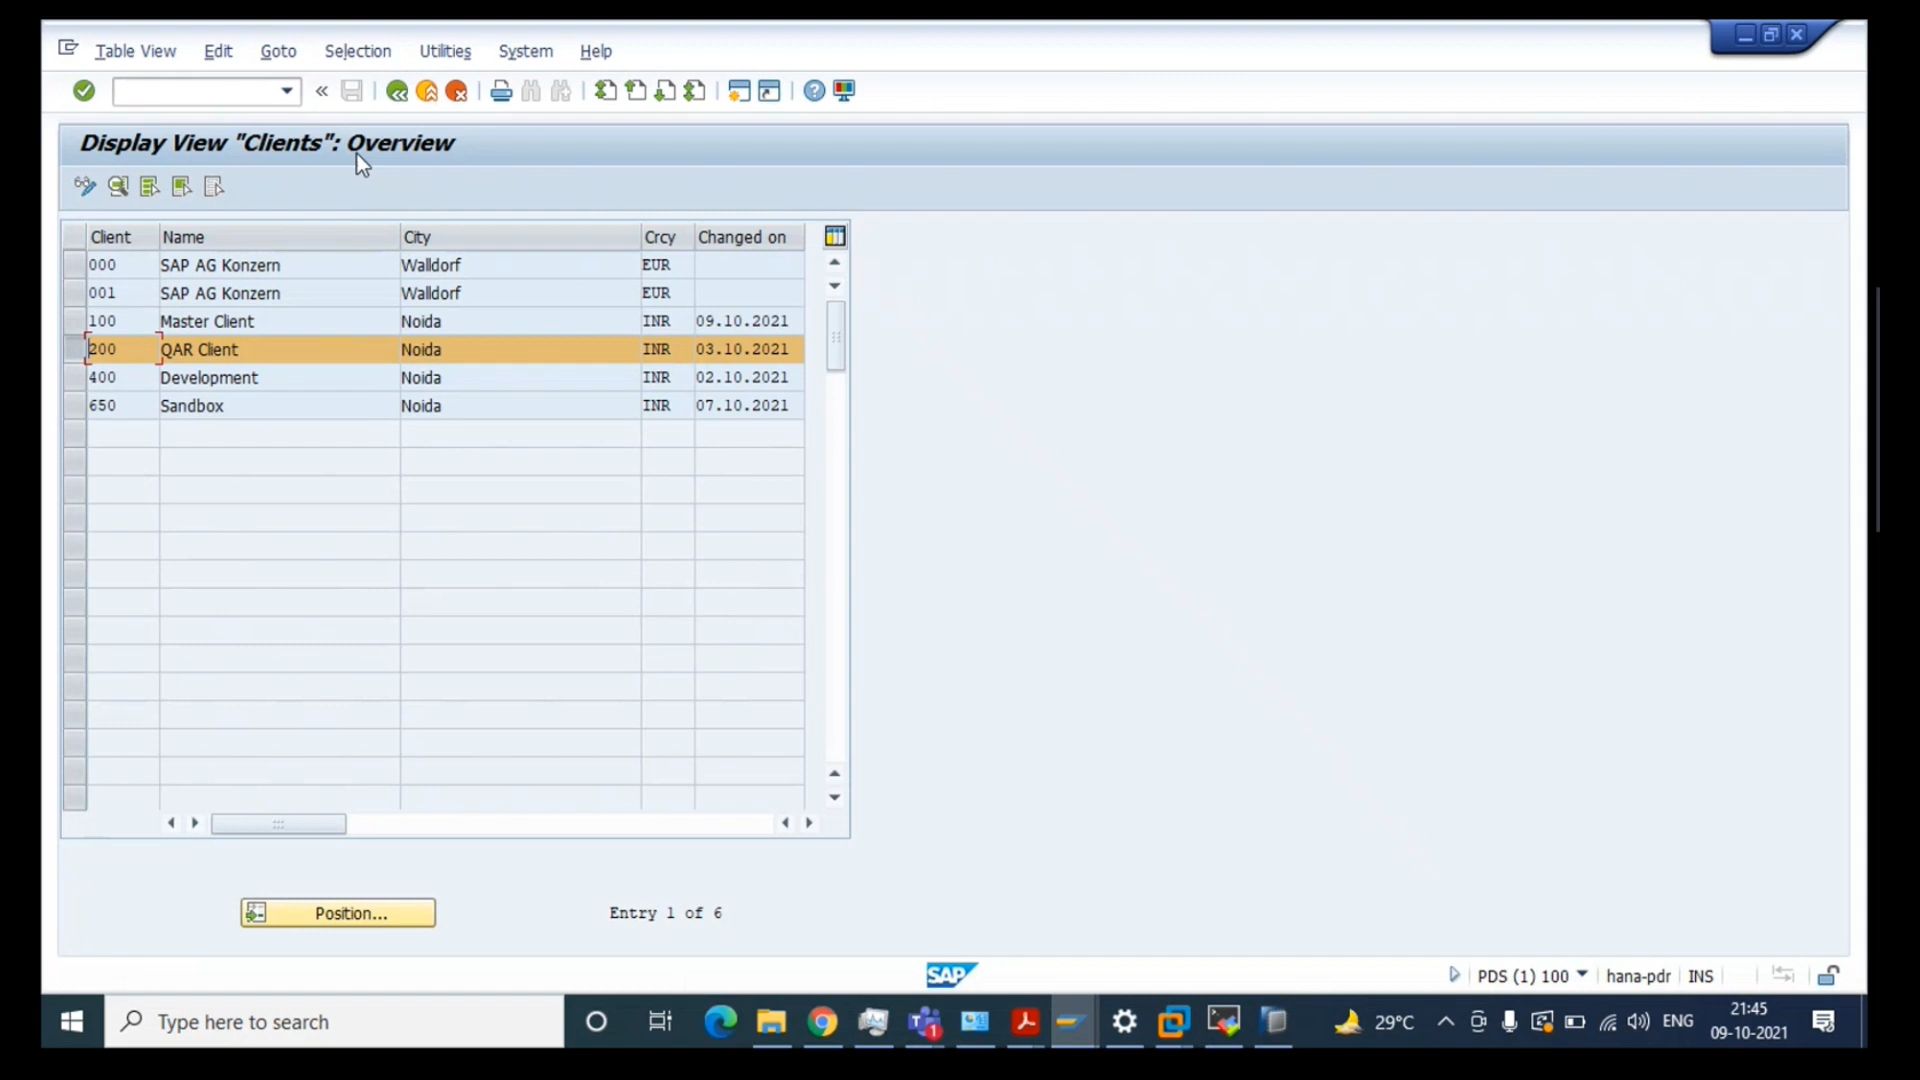 Table View Edit Goto Selection Utilities System Help
Display View "Clients": Overview
Client Name City Crcy Changed on
000 SAP AG Konzern Walldorf EUR
001 SAP AG Konzern Walldorf EUR
100 Master Client Noida INR 09.10.2021
200 QAR Client Noida INR 03.10.2021
400 Development Noida INR 02.10.2021
650 Sandbox Noida INR 07.10.2021
Position... Entry 1 of 6
SAP PDS (1) 100 hana-pdr INS
Type here to search 1 29°C ENG 21:45
09-10-2021